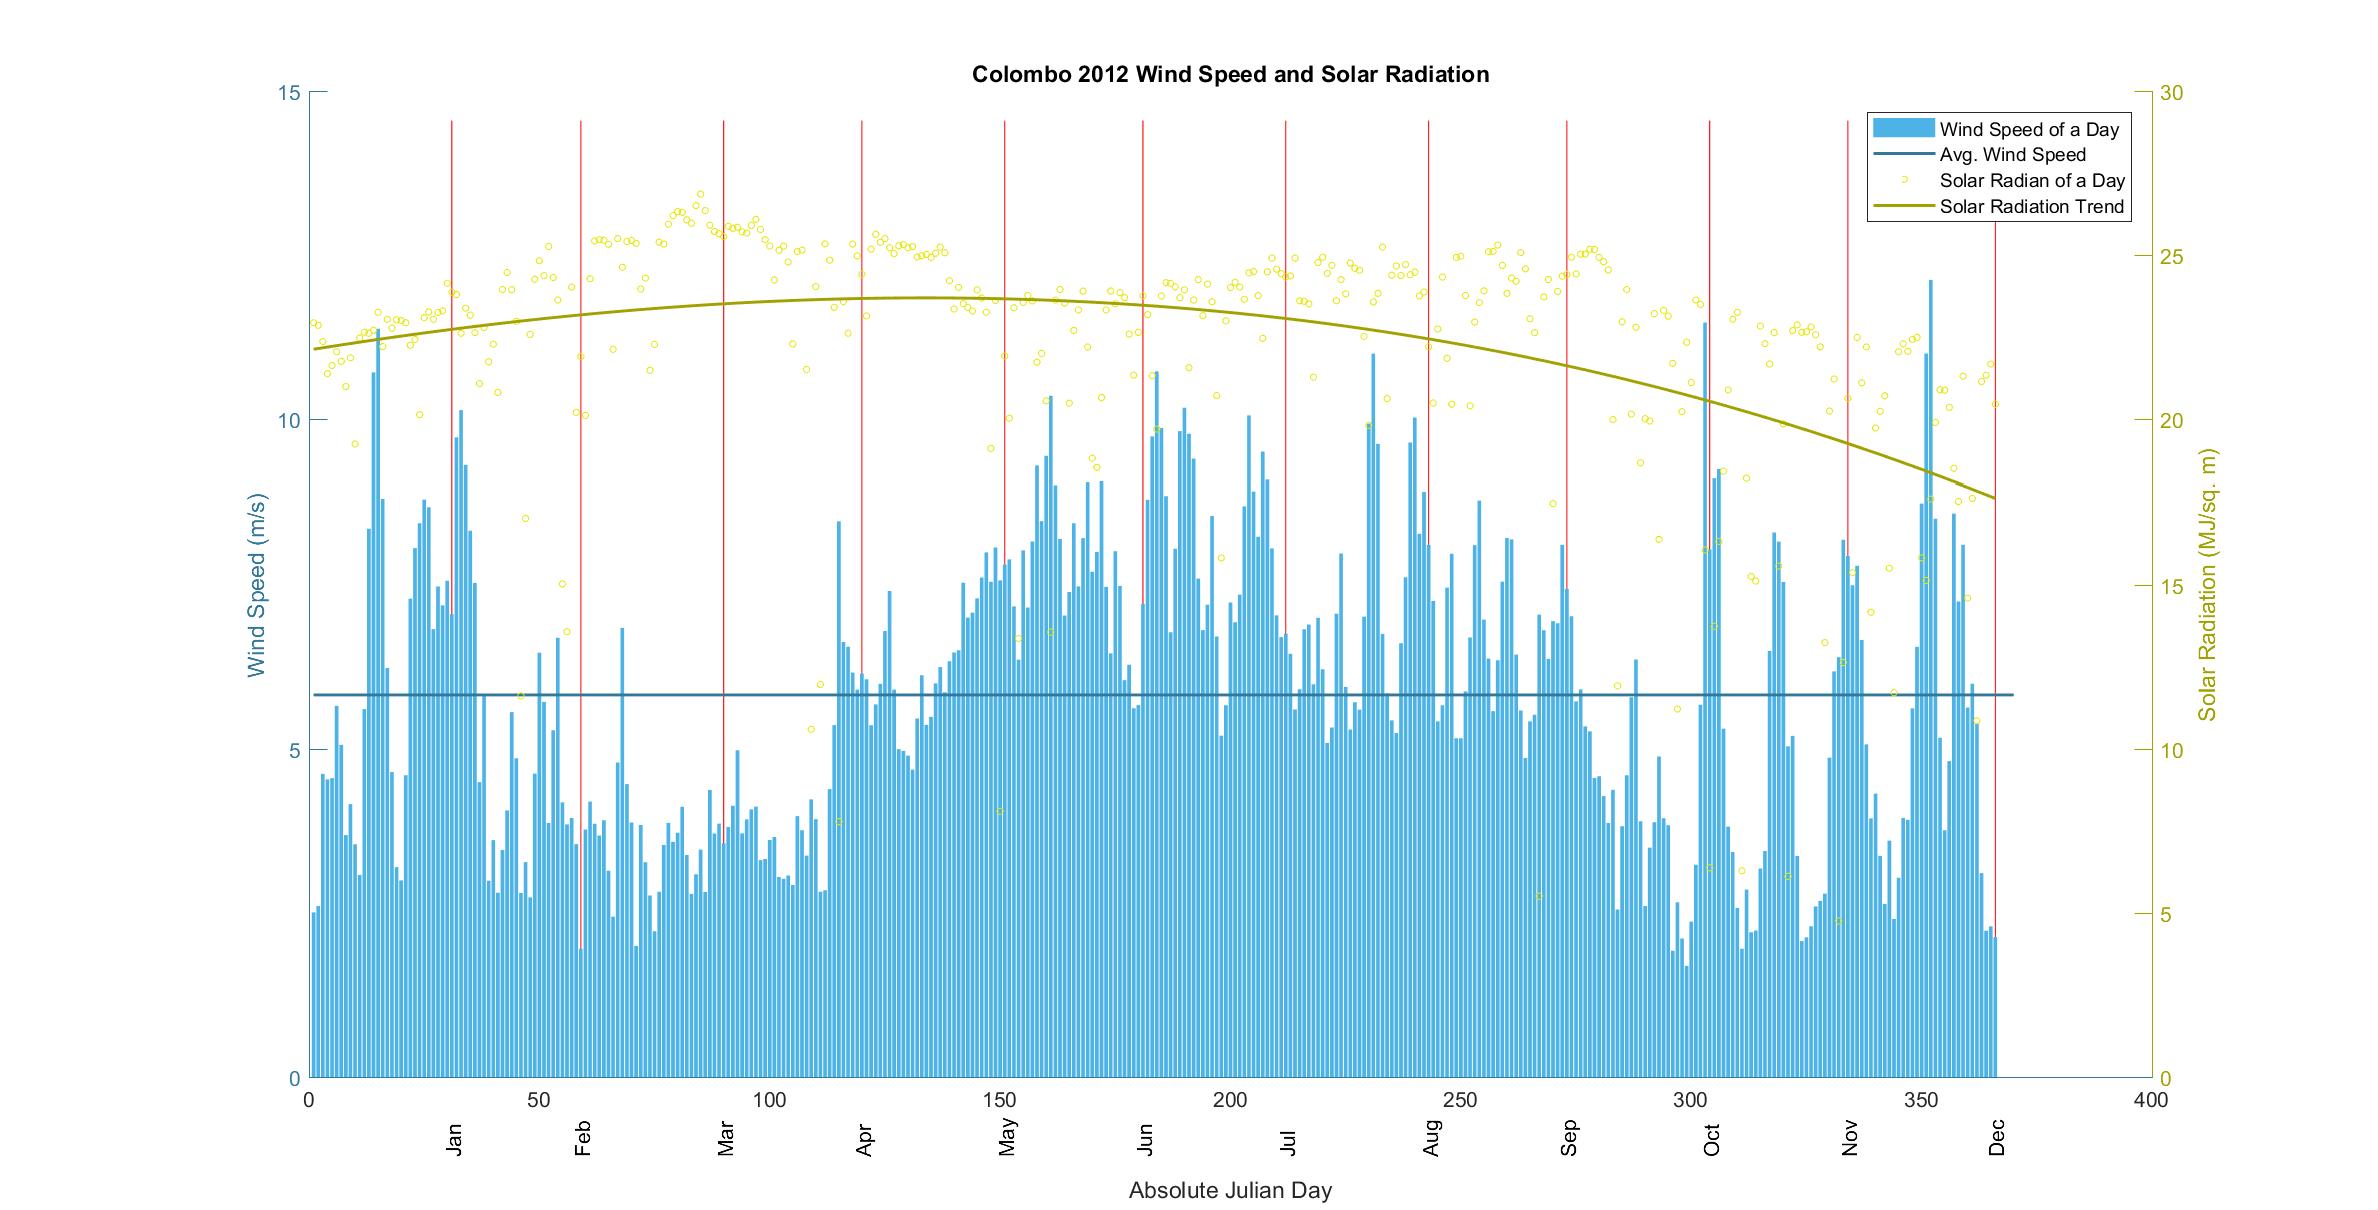 Colombo 2012 Wind Speed and Solar Radiation
15
10
5
0
Wind Speed (m/s)
30
25
20
15
10
5
0
Solar Radiation (MJ/sq. m)
Wind Speed of a Day
Avg. Wind Speed
Solar Radian of a Day
Solar Radiation Trend
0 50 100 150 200 250 300 350 400
Jan Feb Mar Apr May Jun Jul Aug Sep Oct Nov Dec
Absolute Julian Day